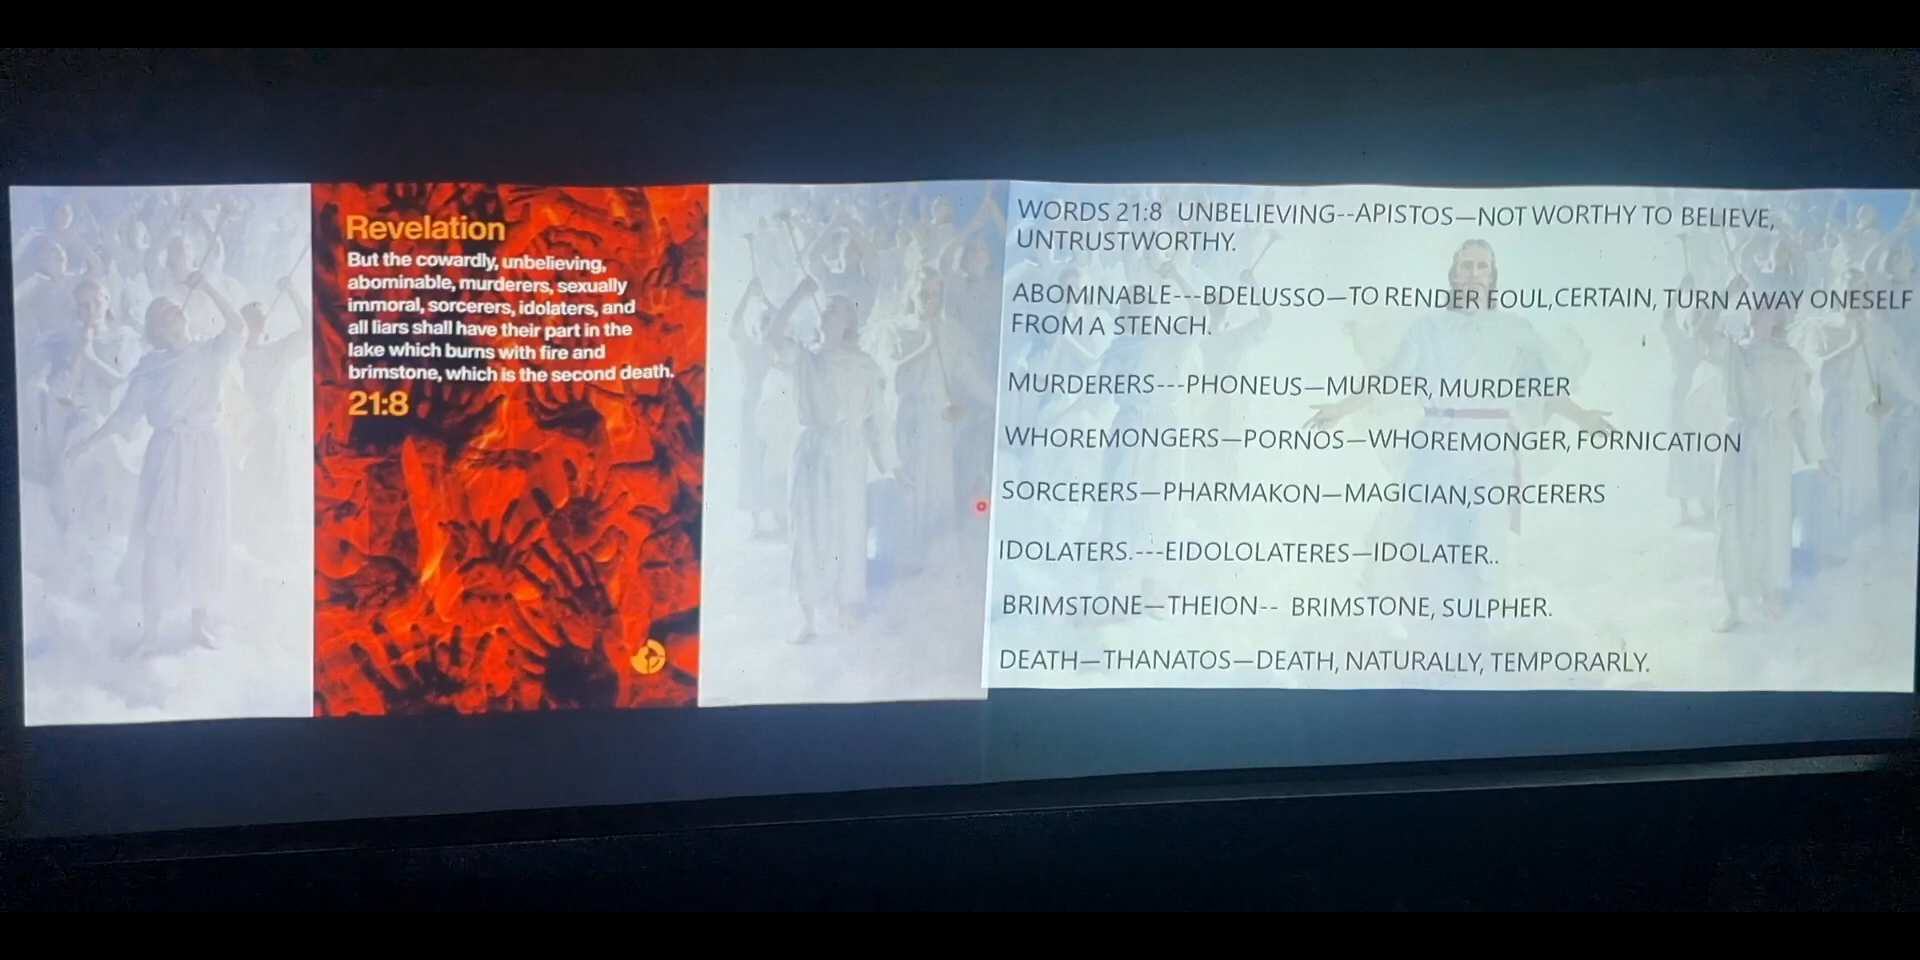 Revelation
But the cowardly, unbelieving,
abominable, murderers, sexually
immoral, sorcerers, idolaters, and
all liars shall have their part in the
lake which burns with fire and
brimstone, which is the second death.
21:8
WORDS 21:8 UNBELIEVING--APISTOS—NOT WORTHY TO BELIEVE,
UNTRUSTWORTHY.
ABOMINABLE---BDELUSSO—TO RENDER FOUL,CERTAIN, TURN AWAY ONESELF
FROM A STENCH.
MURDERERS---PHONEUS—MURDER, MURDERER
WHOREMONGERS—PORNOS—WHOREMONGER, FORNICATION
SORCERERS—PHARMAKON—MAGICIAN,SORCERERS
IDOLATERS.---EIDOLOLATERES—IDOLATER..
BRIMSTONE—THEION-- BRIMSTONE, SULPHER.
DEATH—THANATOS—DEATH, NATURALLY, TEMPORARLY.